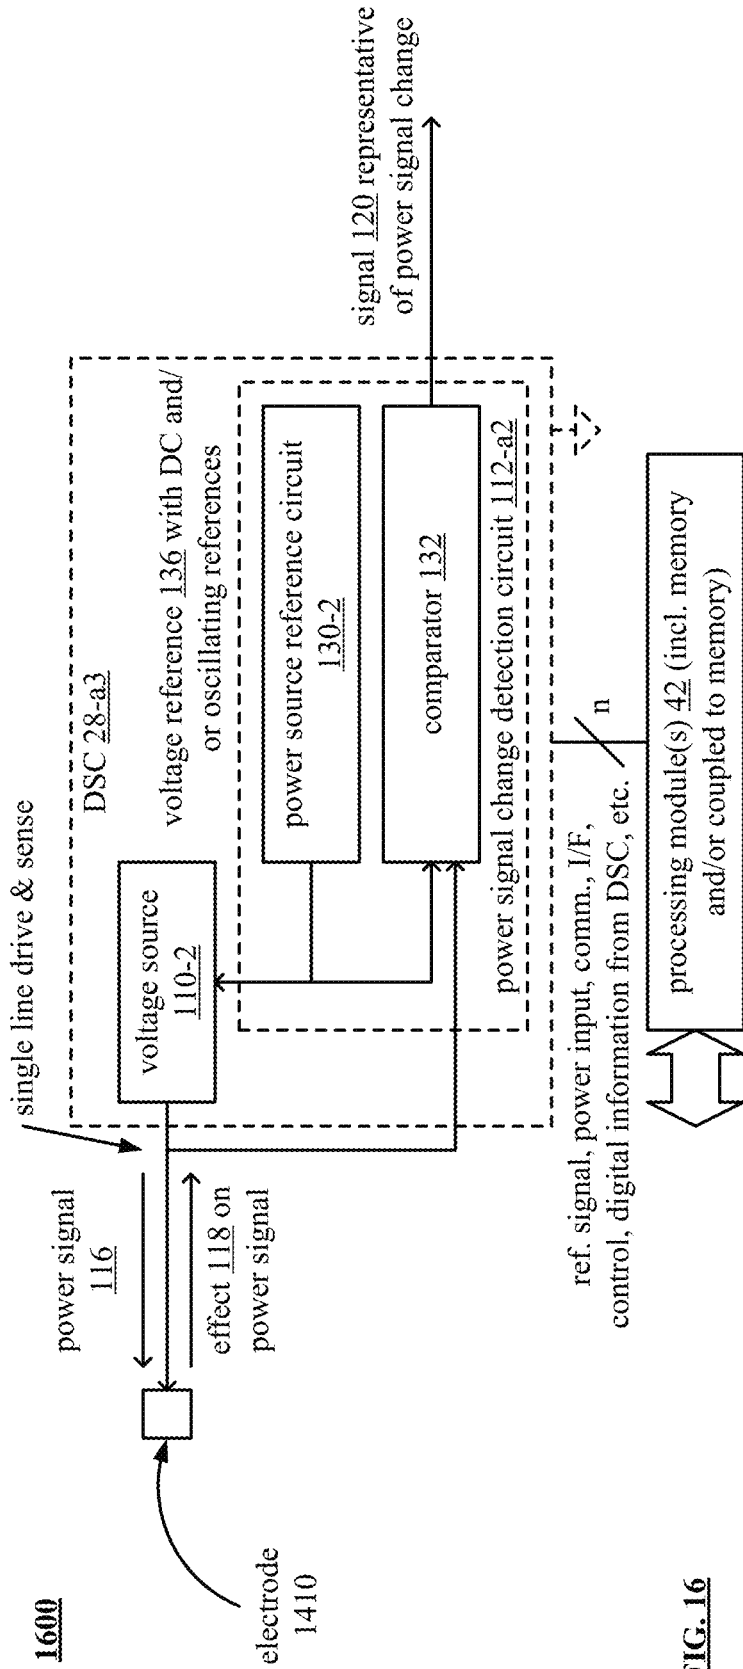 1600
electrode
1410
power signal
116
effect 118 on
power signal
single line drive & sense
DSC 28-a3
voltage source
110-2
voltage reference 136 with DC and/
or oscillating references
power source reference circuit
130-2
comparator 132
power signal change detection circuit 112-a2
signal 120 representative
of power signal change
ref. signal, power input, comm., I/F,
control, digital information from DSC, etc.
n
processing module(s) 42 (incl. memory
and/or coupled to memory)
FIG. 16